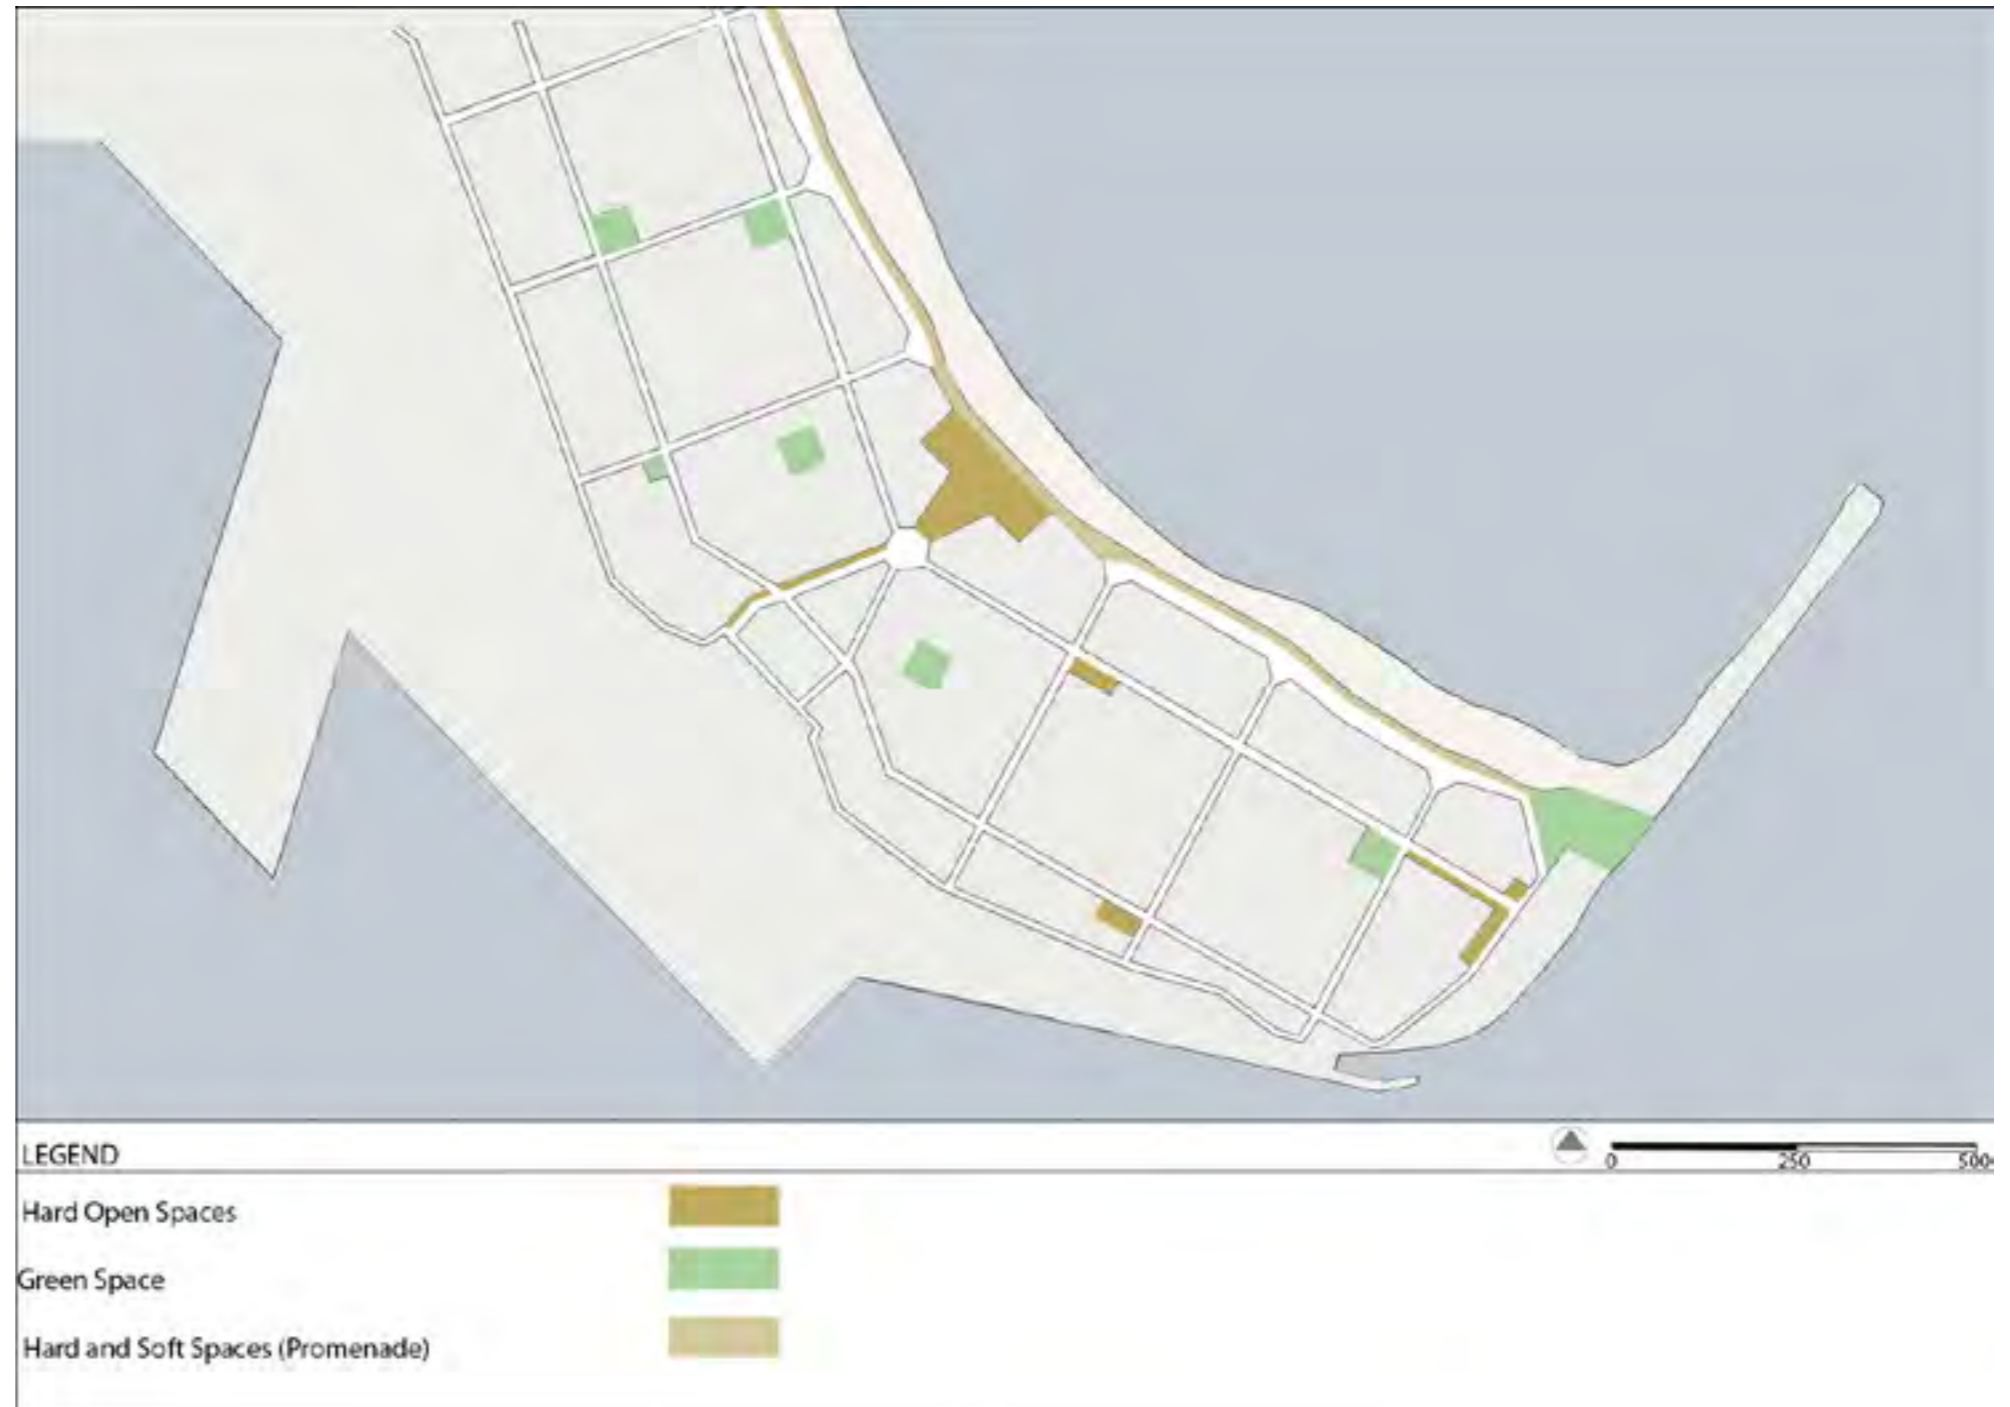 LEGEND
0 250 500
Hard Open Spaces
Green Space
Hard and Soft Spaces (Promenade)